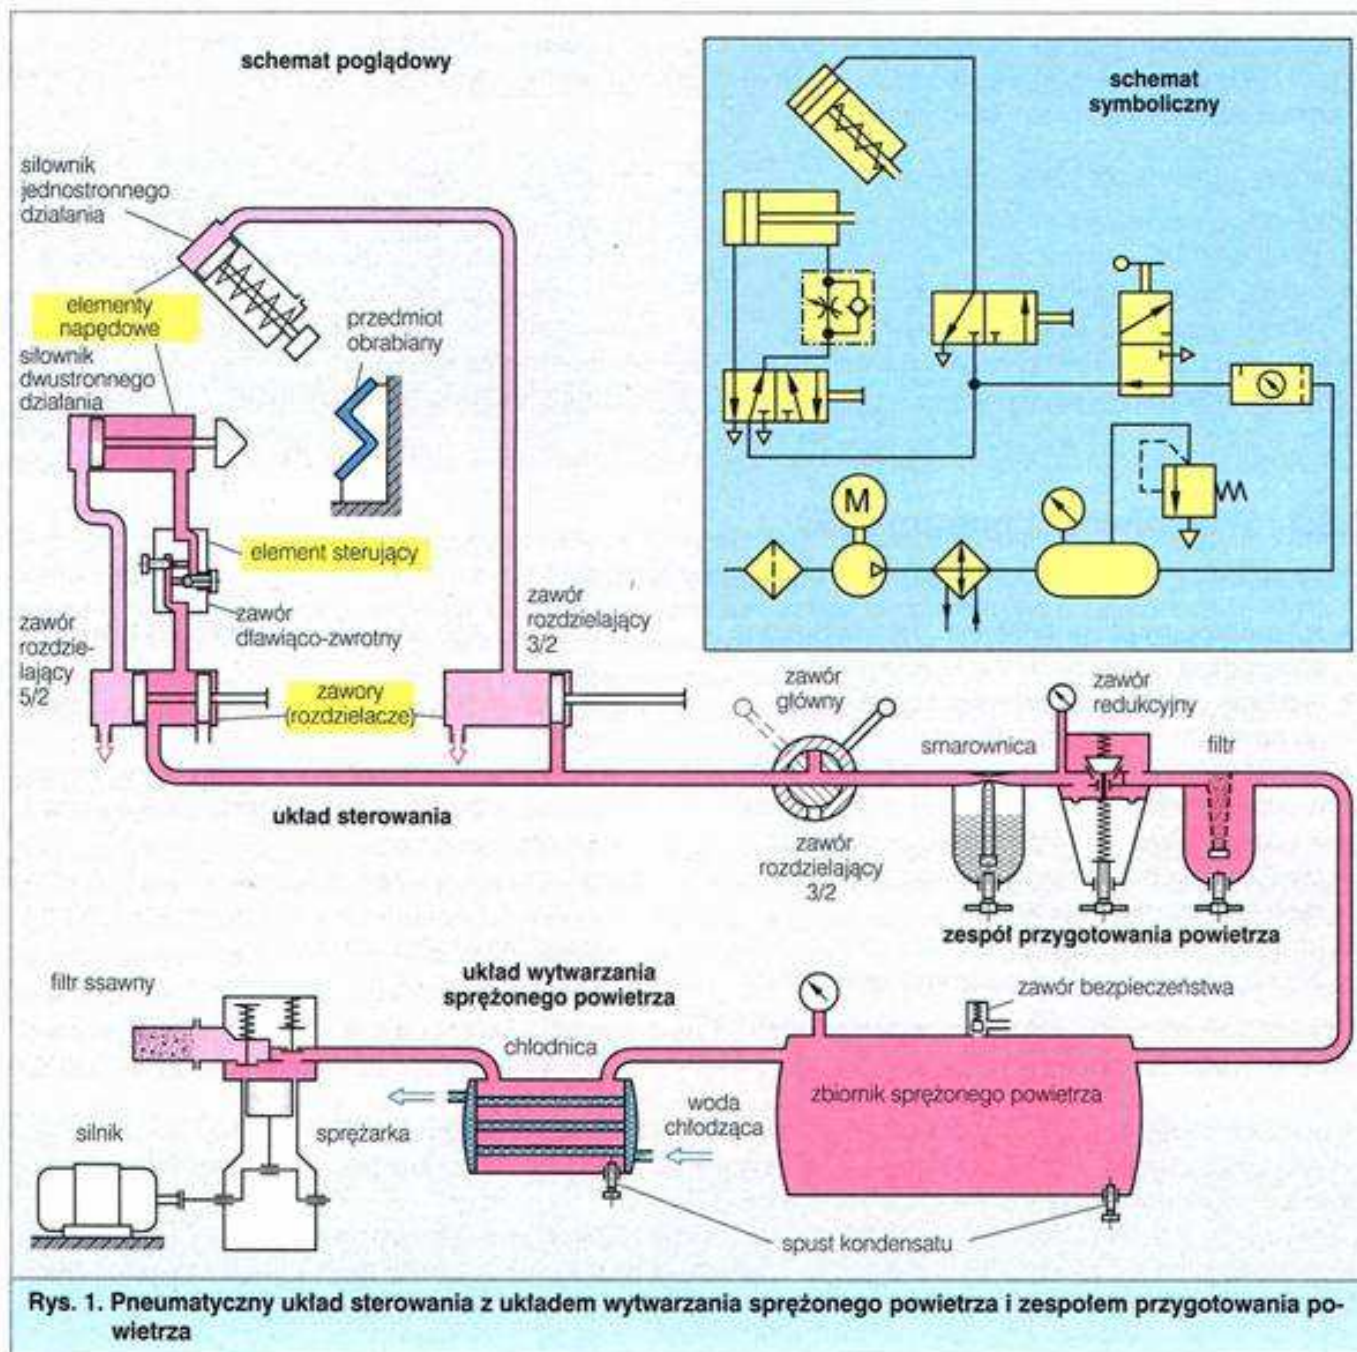 schemat poglądowy
schemat
symboliczny
siłownik
jednostronnego
działania
elementy
napędowe
siłownik
dwustronnego
działania
przedmiot
obrabiany
element sterujący
zawór
dławiąco-zwrotny
zawór
rozdzie-
lający
5/2
zawory
(rozdzielacze)
zawór
rozdzielający
3/2
M
zawór
główny
zawór
redukcyjny
smarownica
filtr
układ sterowania
zawór
rozdzielający
3/2
zespół przygotowania powietrza
filtr ssawny
układ wytwarzania
sprężonego powietrza
zawór bezpieczeństwa
chłodnica
zbiornik sprężonego powietrza
woda
chłodząca
silnik
sprężarka
spust kondensatu
Rys. 1. Pneumatyczny układ sterowania z układem wytwarzania sprężonego powietrza i zespołem przygotowania po-
wietrza